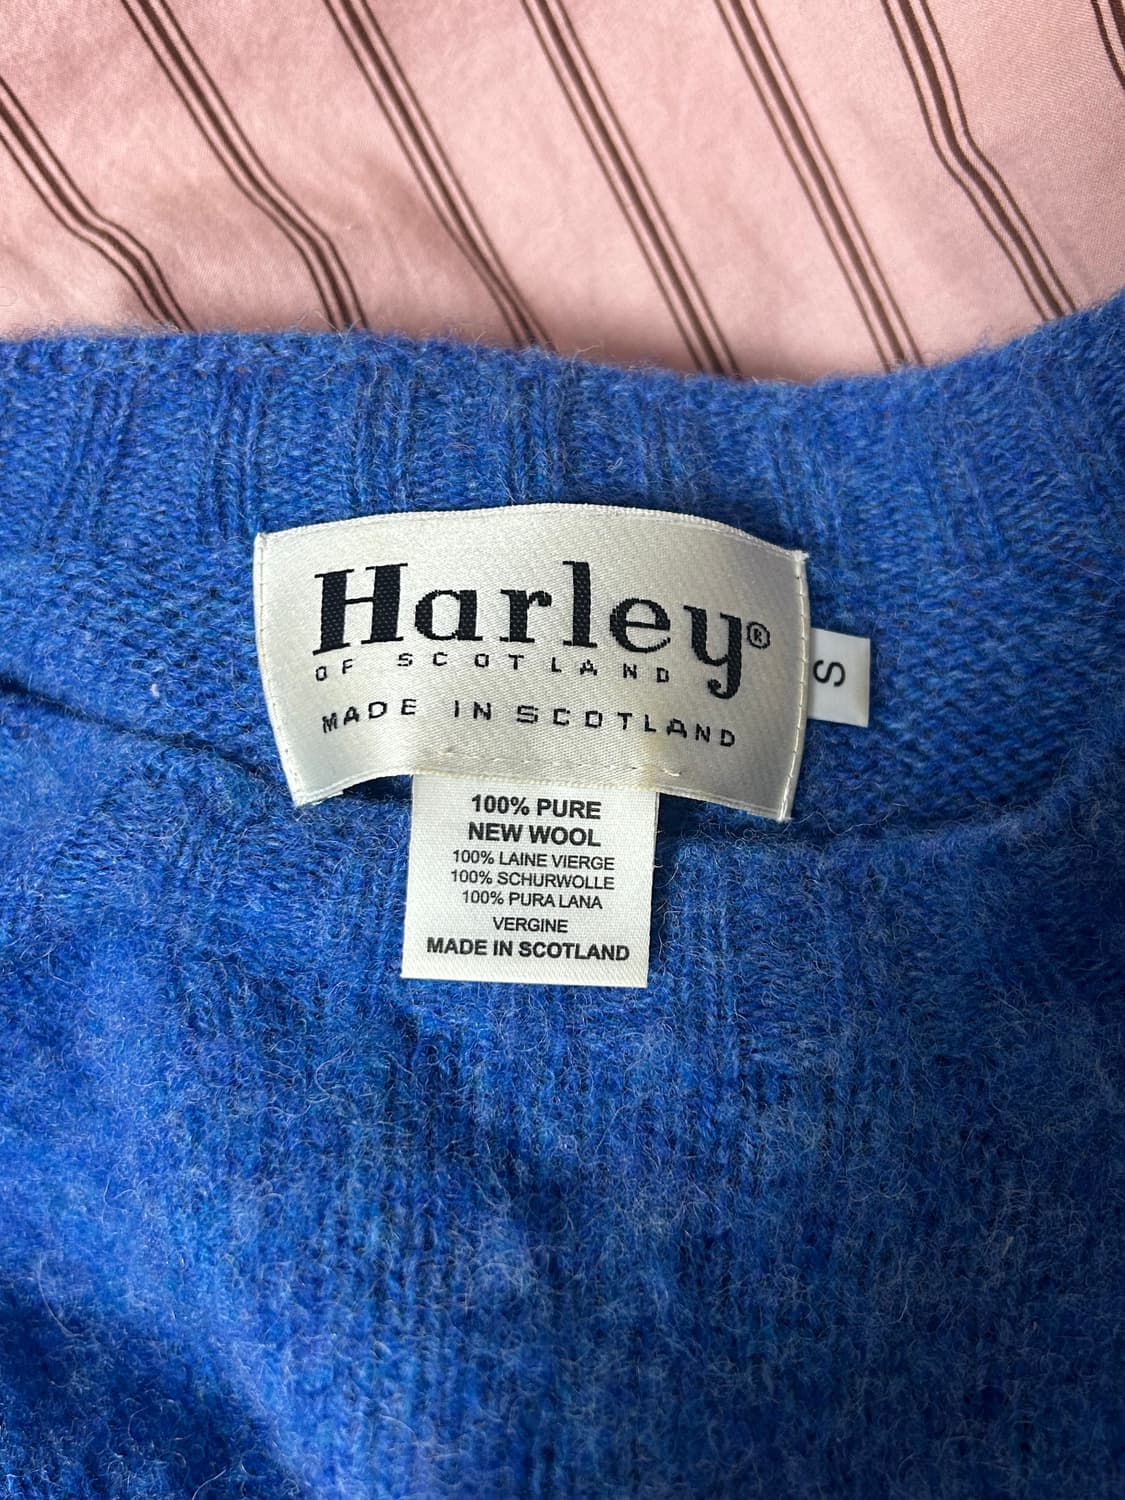 Harley®
OF SCOTLAND
MADE IN SCOTLAND
S
100% PURE
NEW WOOL
100% LAINE VIERGE
100% SCHURWOLLE
100% PURA LANA
VERGINE
MADE IN SCOTLAND